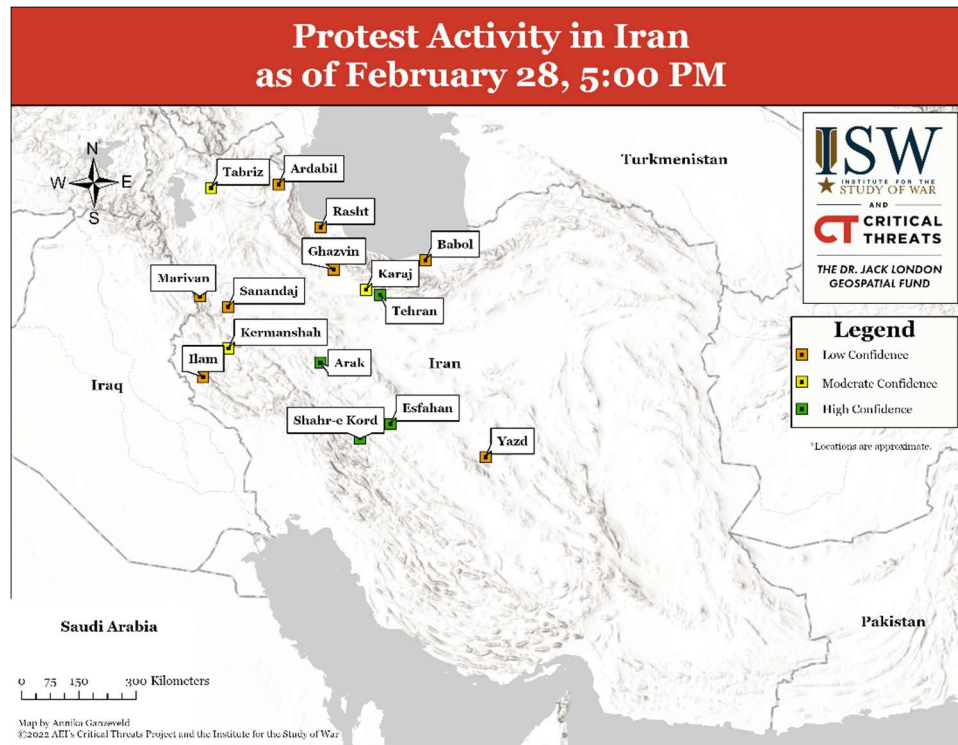 Protest Activity in Iran
as of February 28, 5:00 PM
N
W E
S
Tabriz
Ardabil
Turkmenistan
Rasht
Ghazvin
Babol
Karaj
Marivan
Sanandaj
Tehran
Kermanshah
Ilam
Arak
Iran
Iraq
Esfahan
Shahr-e Kord
Yazd
ISW
INSTITUTE FOR THE
STUDY OF WAR
AND
CT CRITICAL
THREATS
THE DR. JACK LONDON
GEOSPATIAL FUND
Legend
Low Confidence
Moderate Confidence
High Confidence
*Locations are approximate.
Saudi Arabia
Pakistan
0 75 150 300 Kilometers
Map by Annika Ganzeveld
©2022 AEI's Critical Threats Project and the Institute for the Study of War